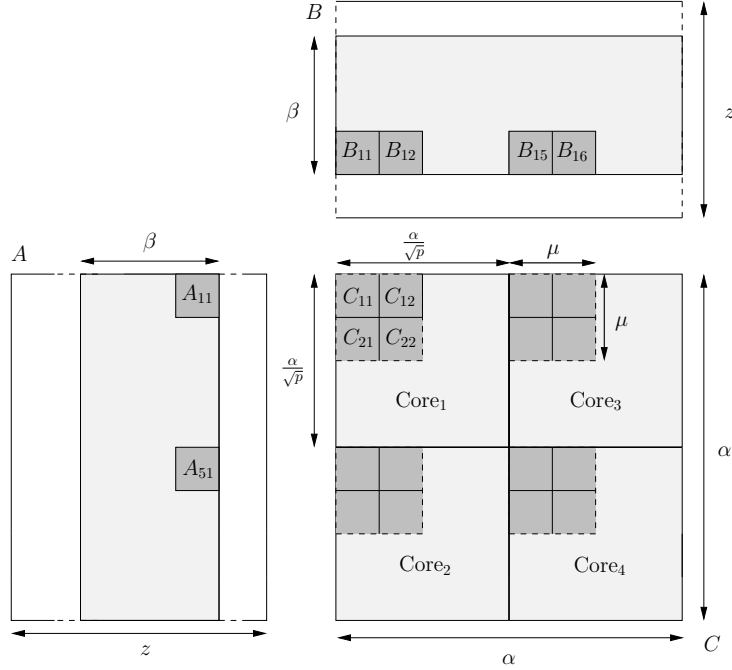 B
β
z
B₁₁ B₁₂ B₁₅ B₁₆
A
β
α/√p
μ
A₁₁
C₁₁ C₁₂
μ
C₂₁ C₂₂
α/√p
Core₁ Core₃
α
A₅₁
Core₂ Core₄
z
α
C